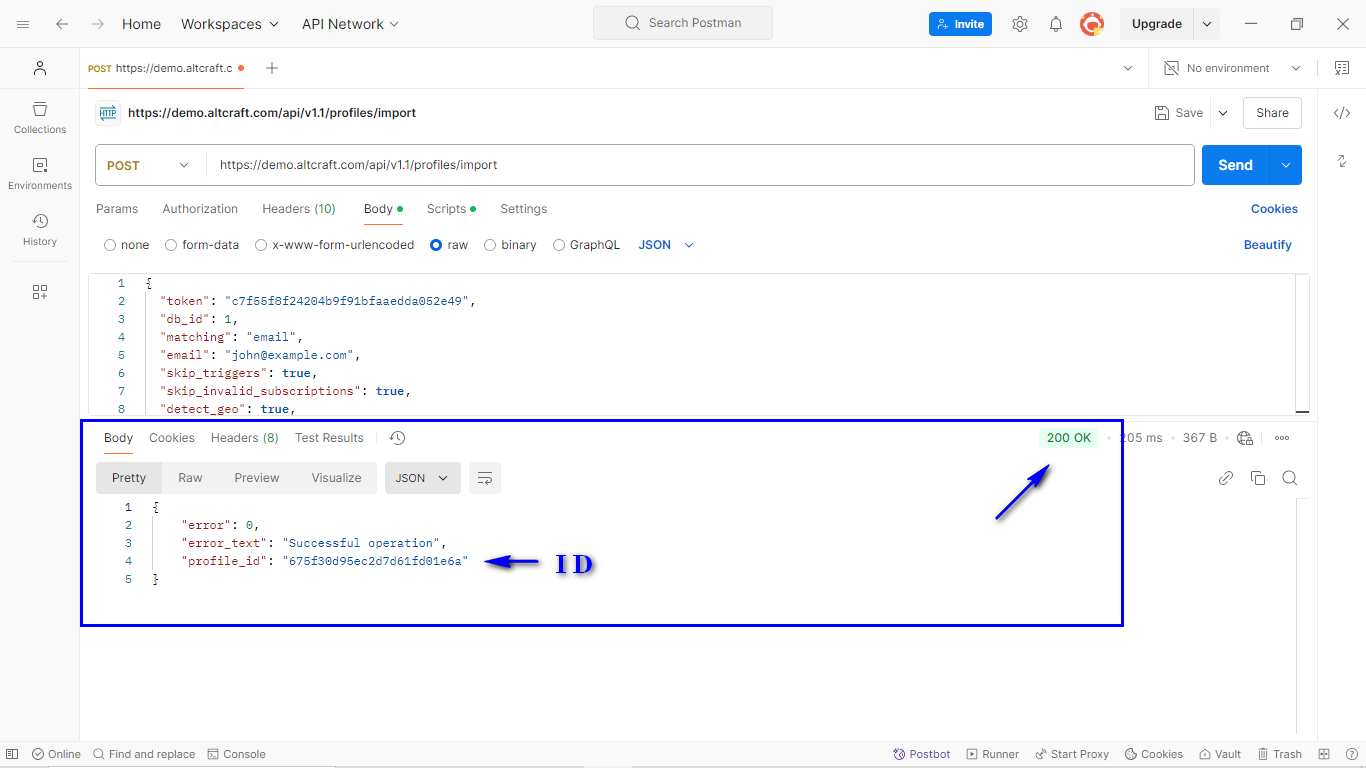 Home Workspaces API Network Search Postman Invite Upgrade
POST https://demo.altcraft.c No environment
HTTP https://demo.altcraft.com/api/v1.1/profiles/import Save Share
Collections
POST https://demo.altcraft.com/api/v1.1/profiles/import Send
Environments
Params Authorization Headers (10) Body Scripts Settings Cookies
History
none form-data x-www-form-urlencoded raw binary GraphQL JSON Beautify
1 {
2 "token": "c7f55f8f24204b9f91bfaaedda052e49",
3 "db_id": 1,
4 "matching": "email",
5 "email": "john@example.com",
6 "skip_triggers": true,
7 "skip_invalid_subscriptions": true,
8 "detect_geo": true,
Body Cookies Headers (8) Test Results 200 OK 205 ms 367 B
Pretty Raw Preview Visualize JSON
1 {
2 "error": 0,
3 "error_text": "Successful operation",
4 "profile_id": "675f30d95ec2d7d61fd01e6a" ID
5 }
Online Find and replace Console Postbot Runner Start Proxy Cookies Vault Trash